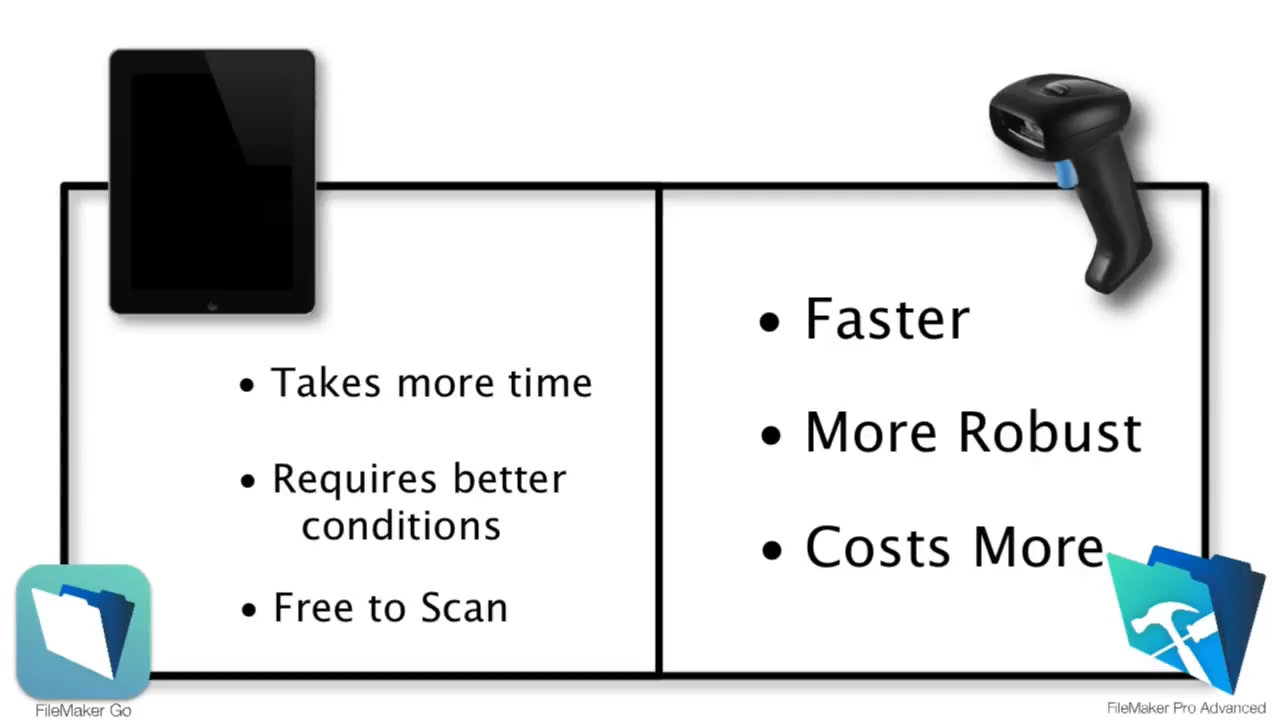 • Takes more time
• Requires better
conditions
• Free to Scan
FileMaker Go
• Faster
• More Robust
• Costs More
FileMaker Pro Advanced